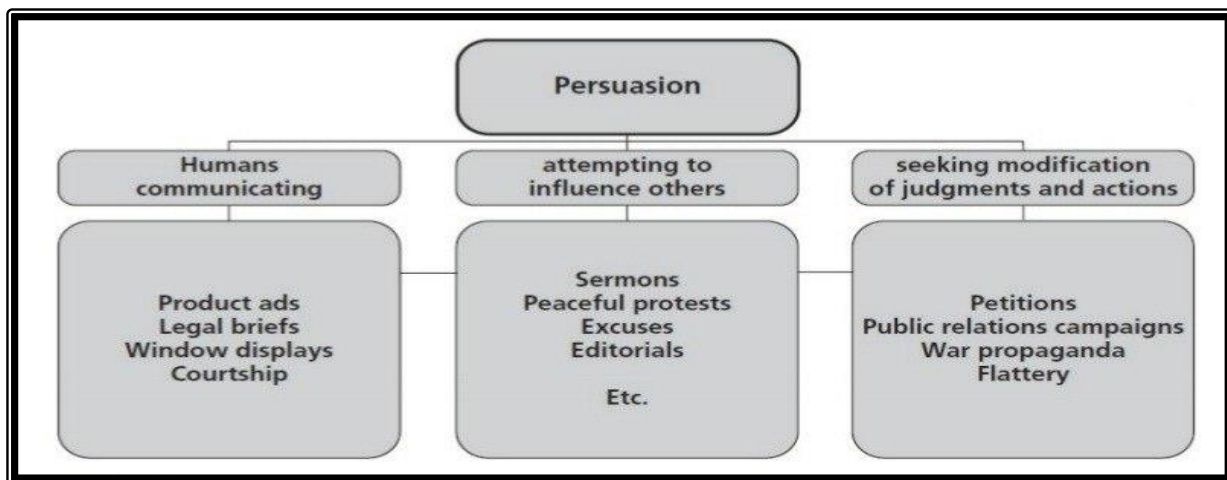 Persuasion
Humans
communicating
attempting to
influence others
seeking modification
of judgments and actions
Product ads
Legal briefs
Window displays
Courtship
Sermons
Peaceful protests
Excuses
Editorials
Etc.
Petitions
Public relations campaigns
War propaganda
Flattery